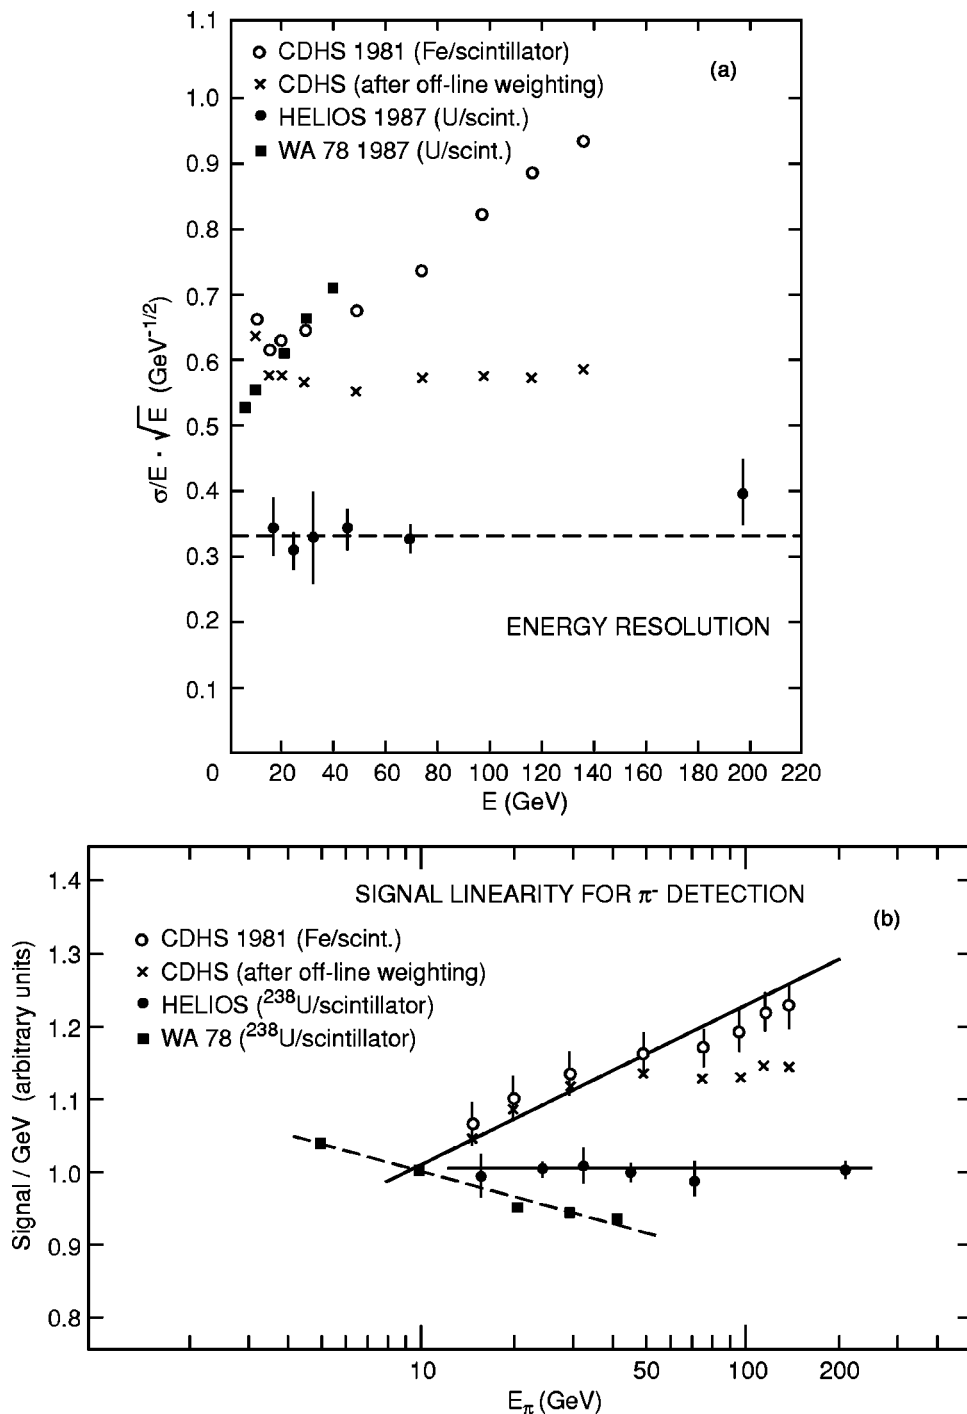 1.1
CDHS 1981 (Fe/scintillator)
(a)
CDHS (after off-line weighting)
1.0
HELIOS 1987 (U/scint.)
WA 78 1987 (U/scint.)
0.9
0.8
0.7
0.6
0.5
0.4
0.3
0.2
0.1
σ/E · √E (GeV⁻¹/²)
ENERGY RESOLUTION
0 20 40 60 80 100 120 140 160 180 200 220
E (GeV)
1.4
SIGNAL LINEARITY FOR π⁻ DETECTION
(b)
CDHS 1981 (Fe/scint.)
1.3
CDHS (after off-line weighting)
HELIOS (²³⁸U/scintillator)
1.2
WA 78 (²³⁸U/scintillator)
1.1
1.0
0.9
0.8
Signal / GeV (arbitrary units)
10 20 50 100 200
E_π (GeV)